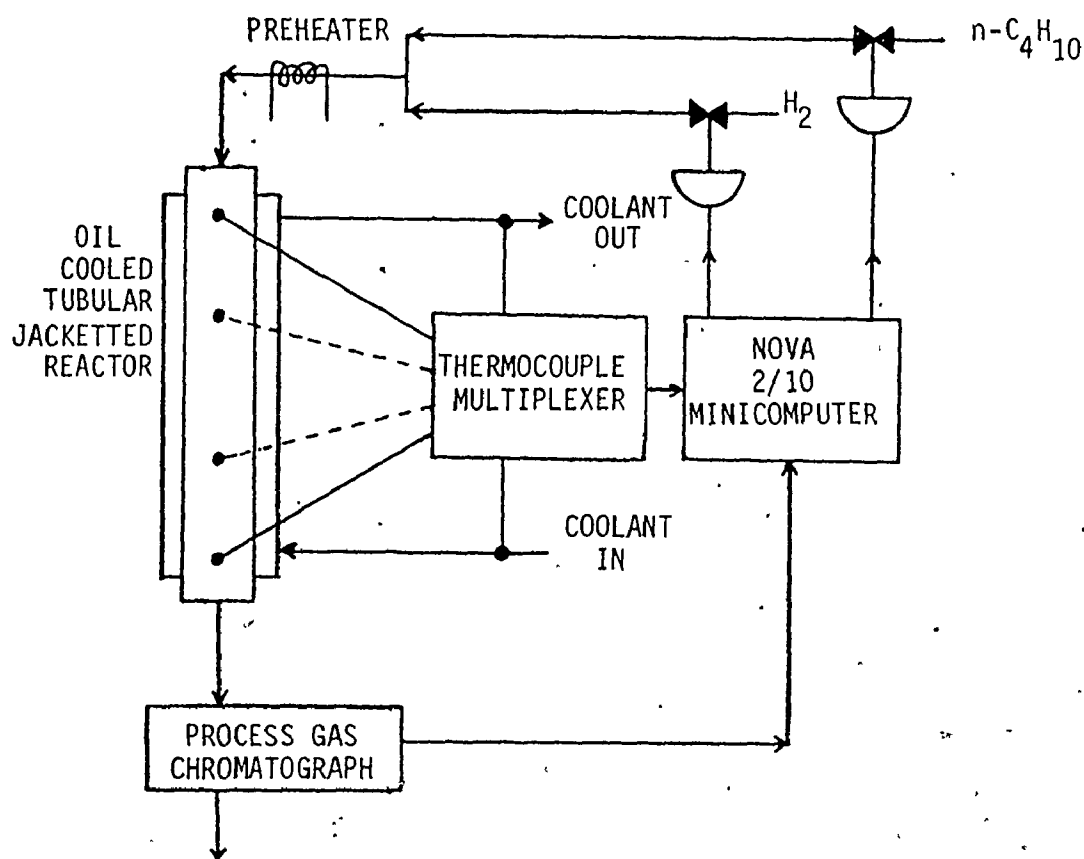 PREHEATER
n-C4H10
H2
OIL
COOLED
TUBULAR
JACKETTED
REACTOR
COOLANT
OUT
THERMOCOUPLE
MULTIPLEXER
NOVA
2/10
MINICOMPUTER
COOLANT
IN
PROCESS GAS
CHROMATOGRAPH